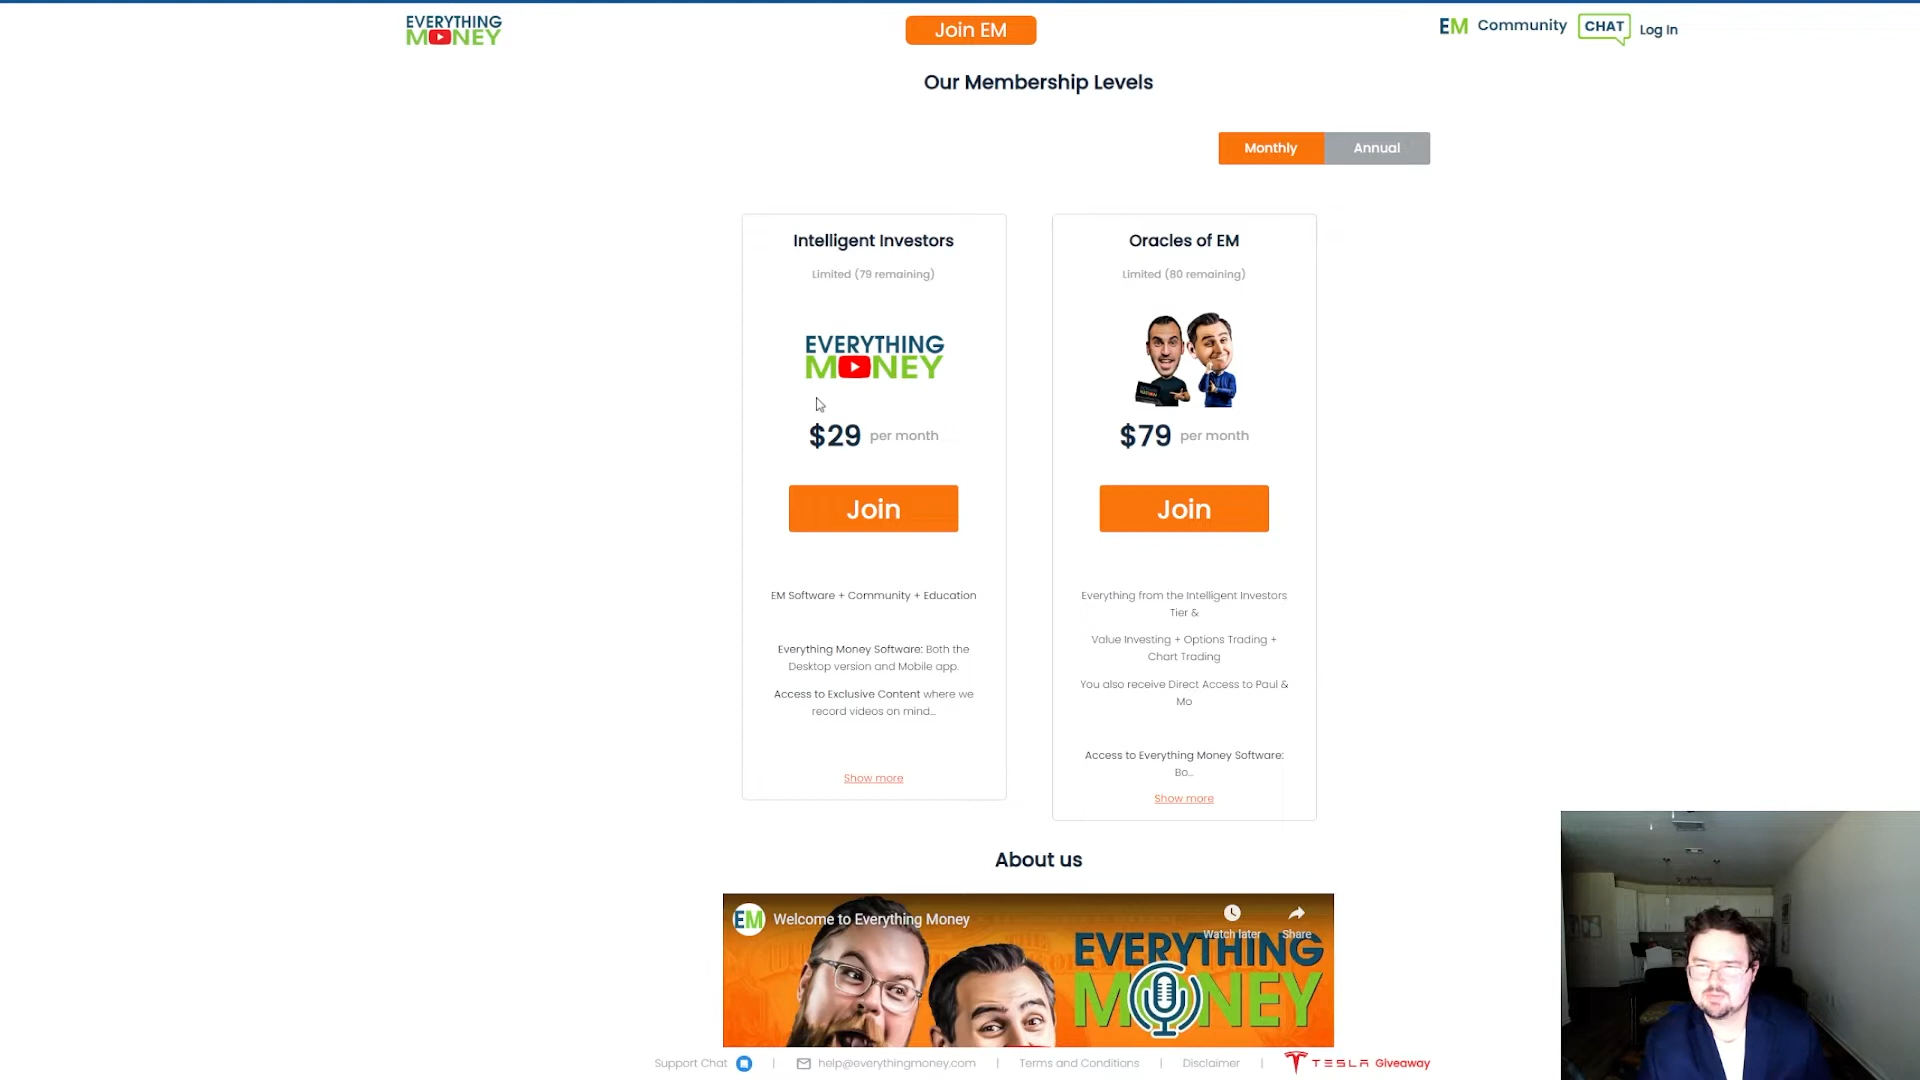 EVERYTHING
MONEY
Join EM
EM Community
CHAT
Log In
Our Membership Levels
Monthly
Annual
Intelligent Investors
Limited (79 remaining)
EVERYTHING
MONEY
$29 per month
Join
EM Software + Community + Education
Everything Money Software: Both the
Desktop version and Mobile app.
Access to Exclusive Content where we
record videos on mind...
Show more
Oracles of EM
Limited (80 remaining)
$79 per month
Join
Everything from the Intelligent Investors
Tier &
Value Investing + Options Trading +
Chart Trading
You also receive Direct Access to Paul &
Mo
Access to Everything Money Software:
Bo...
Show more
About us
EM
Welcome to Everything Money
Watch later
Share
EVERYTHING
MONEY
Support Chat
|
help@everythingmoney.com
|
Terms and Conditions
|
Disclaimer
|
TESLA Giveaway